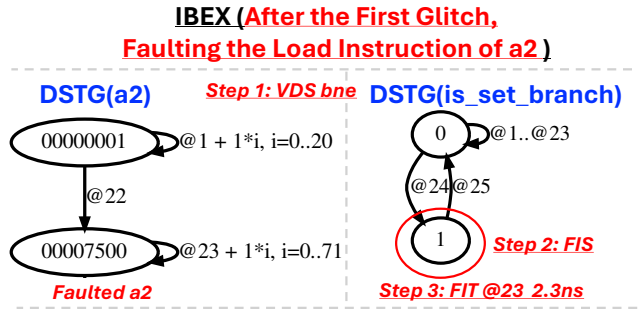 IBEX (After the First Glitch,
Faulting the Load Instruction of a2 )
Step 1: VDS bne
DSTG(a2)
00000001
@1 + 1*i, i=0..20
@22
00007500
@23 + 1*i, i=0..71
Faulted a2
DSTG(is_set_branch)
0
@1..@23
@24
@25
1
Step 2: FIS
Step 3: FIT @23 2.3ns